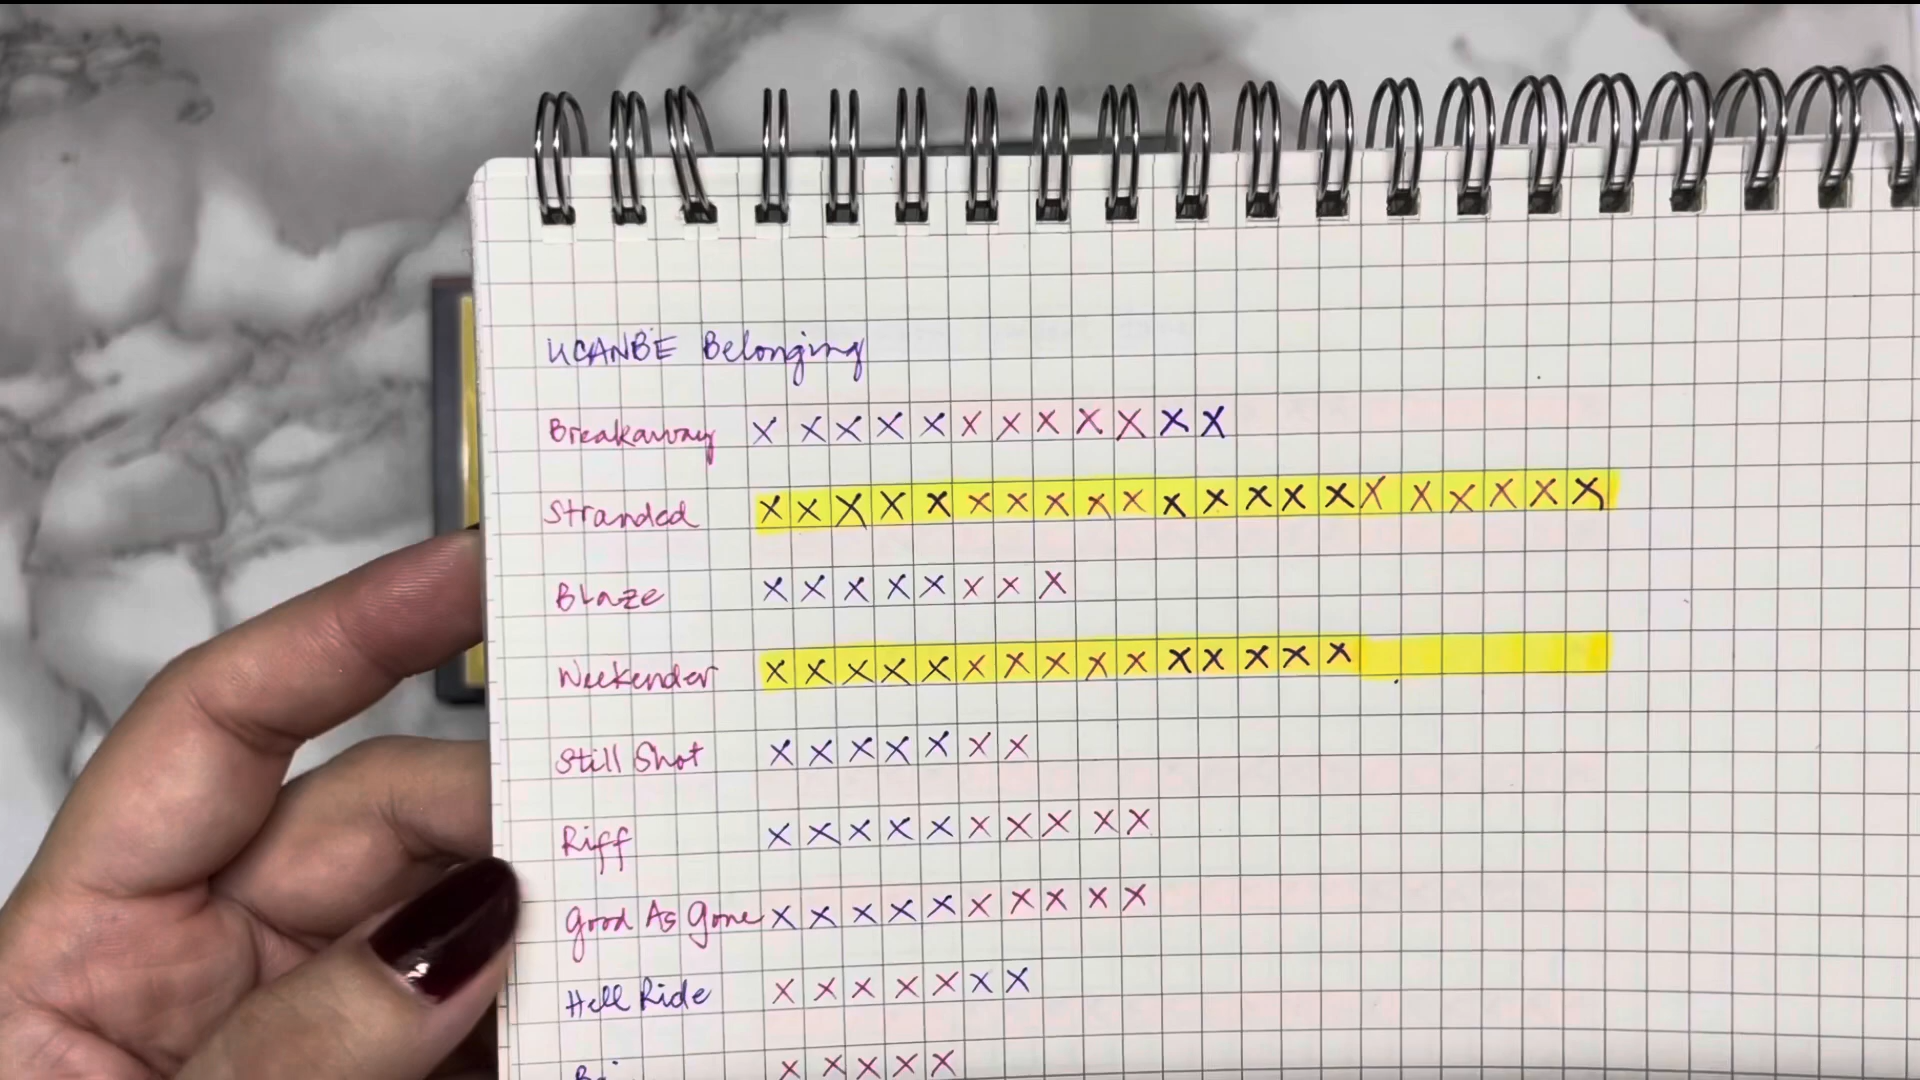 UCANBE Belonging
Breakaway X X X X X X X X X X X X
Stranded X X X X X X X X X X X X X X X X X X X X X
Blaze X X X X X X X X
Weekender X X X X X X X X X X X X X X X
Still Shot X X X X X X X
Riff X X X X X X X X X X
Good As Gone X X X X X X X X X X
Hell Ride X X X X X X X
X X X X X